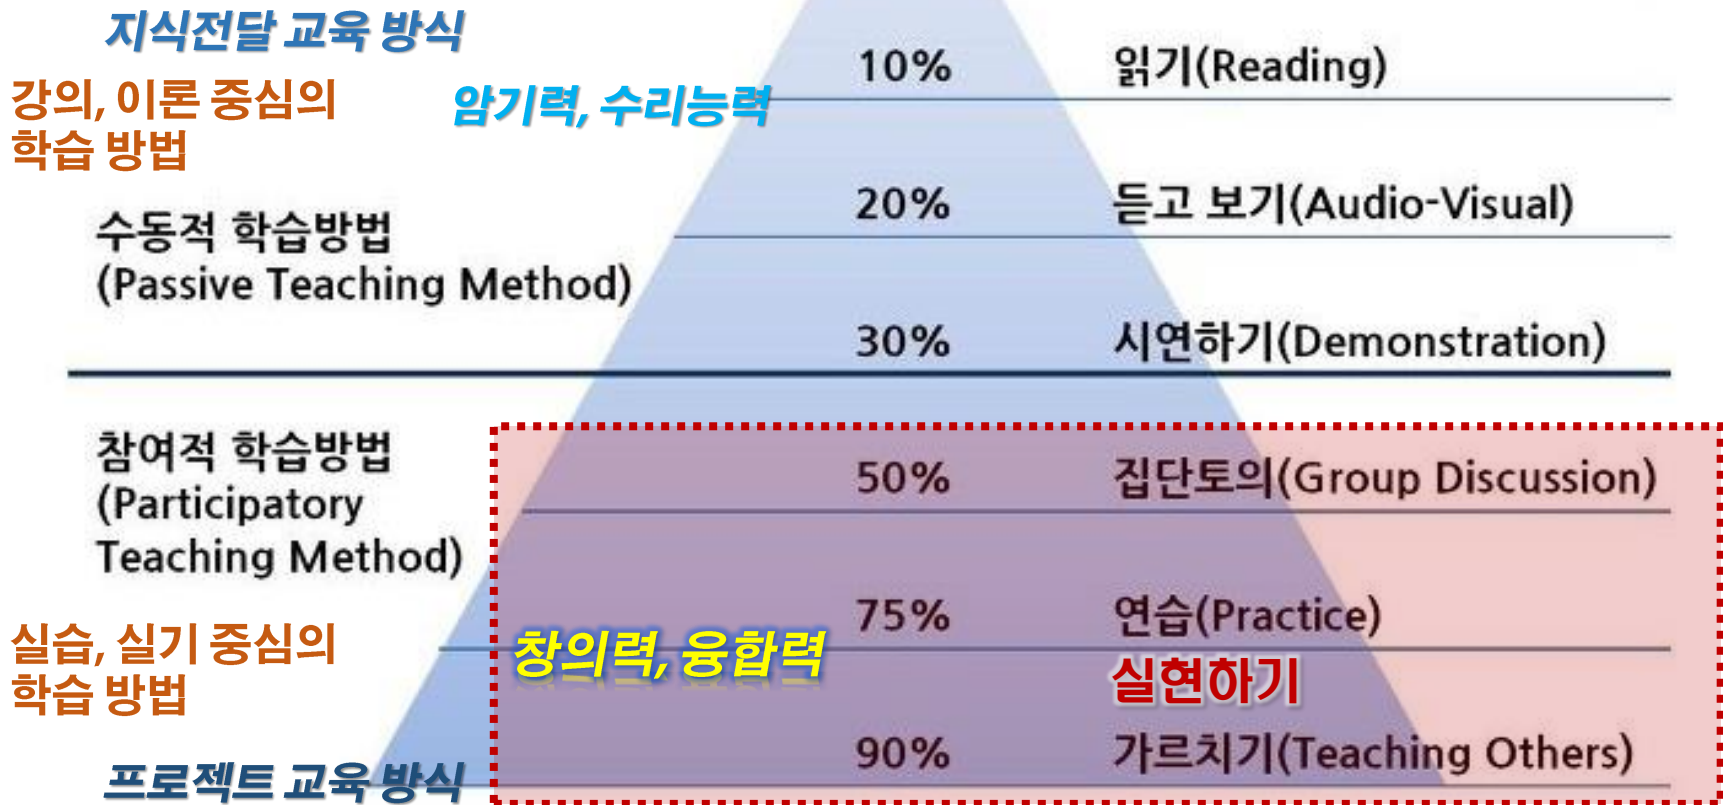 지식전달 교육 방식
10% 읽기(Reading)
강의, 이론 중심의
학습 방법
암기력, 수리능력
20% 듣고 보기(Audio-Visual)
수동적 학습방법
(Passive Teaching Method)
30% 시연하기(Demonstration)
참여적 학습방법
(Participatory
Teaching Method)
50% 집단토의(Group Discussion)
75% 연습(Practice)
실습, 실기 중심의
학습 방법
창의력, 융합력
실현하기
90% 가르치기(Teaching Others)
프로젝트 교육 방식